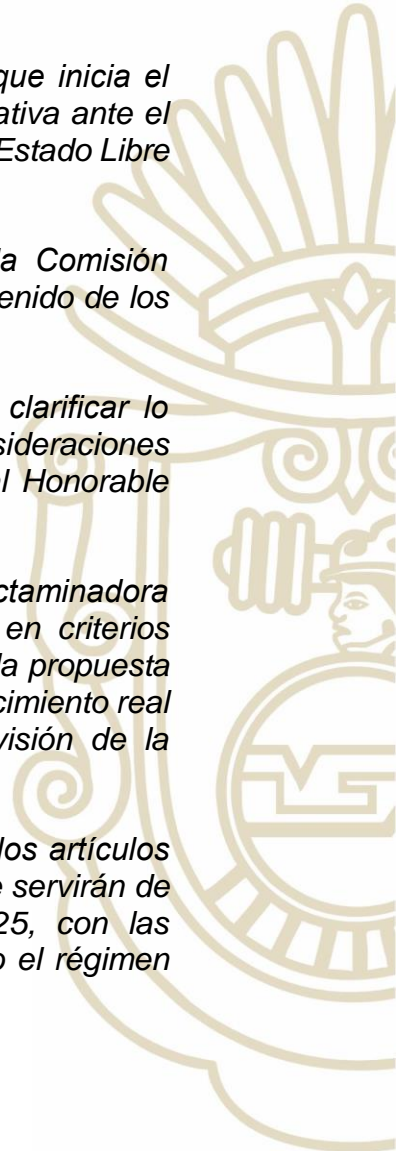 que inicia el
ativa ante el
Estado Libre
la Comisión
tenido de los
clarificar lo
sideraciones
l Honorable
ctaminadora
en criterios
la propuesta
cimiento real
visión de la
los artículos
e servirán de
25, con las
o el régimen